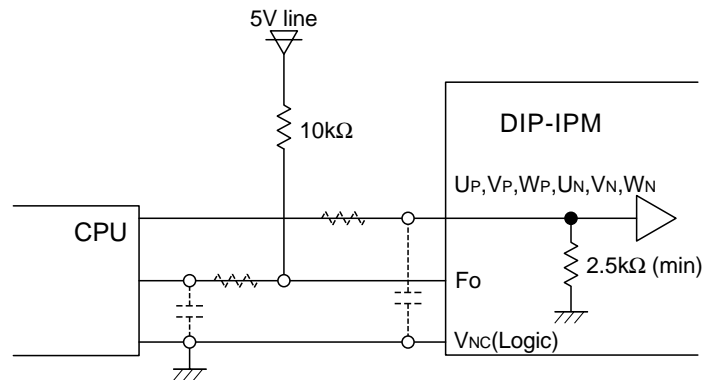 5V line
10kΩ
DIP-IPM
UP,VP,WP,UN,VN,WN
CPU
2.5kΩ (min)
Fo
VNC(Logic)